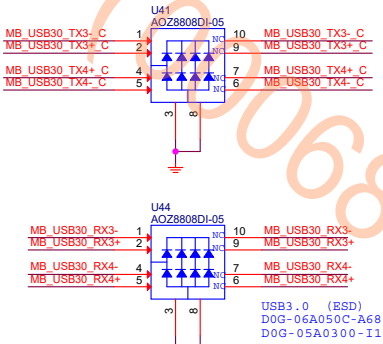 U41
AOZ8808DI-05
MB_USB30_TX3-_C 1 NC 10 MB_USB30_TX3-_C
MB_USB30_TX3+_C 2 NC 9 MB_USB30_TX3+_C
MB_USB30_TX4+_C 4 NC 7 MB_USB30_TX4+_C
MB_USB30_TX4-_C 5 NC 6 MB_USB30_TX4-_C
3 8
U44
AOZ8808DI-05
MB_USB30_RX3- 1 NC 10 MB_USB30_RX3-
MB_USB30_RX3+ 2 NC 9 MB_USB30_RX3+
MB_USB30_RX4- 4 NC 7 MB_USB30_RX4-
MB_USB30_RX4+ 5 NC 6 MB_USB30_RX4+
3 8
USB3.0 (ESD)
D0G-06A050C-A68
D0G-05A0300-I1